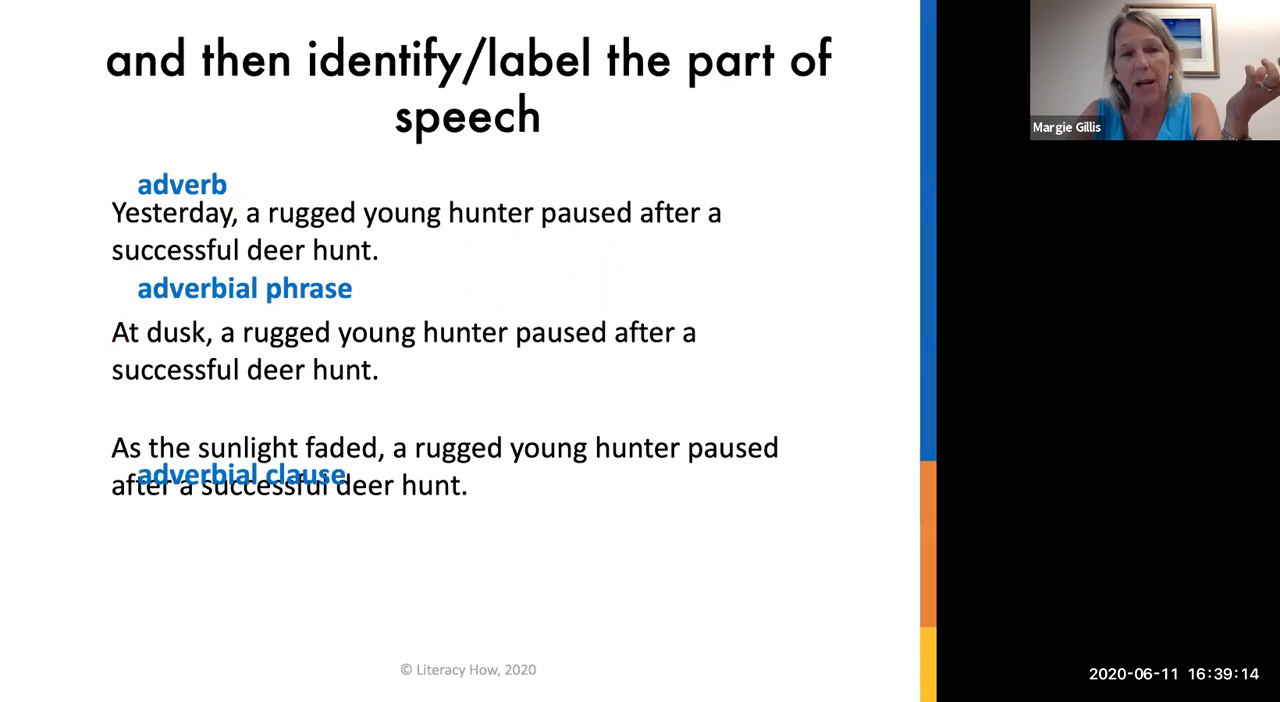 and then identify/label the part of
speech
Margie Gillis
adverb
Yesterday, a rugged young hunter paused after a
successful deer hunt.
adverbial phrase
At dusk, a rugged young hunter paused after a
successful deer hunt.
As the sunlight faded, a rugged young hunter paused
adverbial clause
after a successful deer hunt.
© Literacy How, 2020
2020-06-11 16:39:14